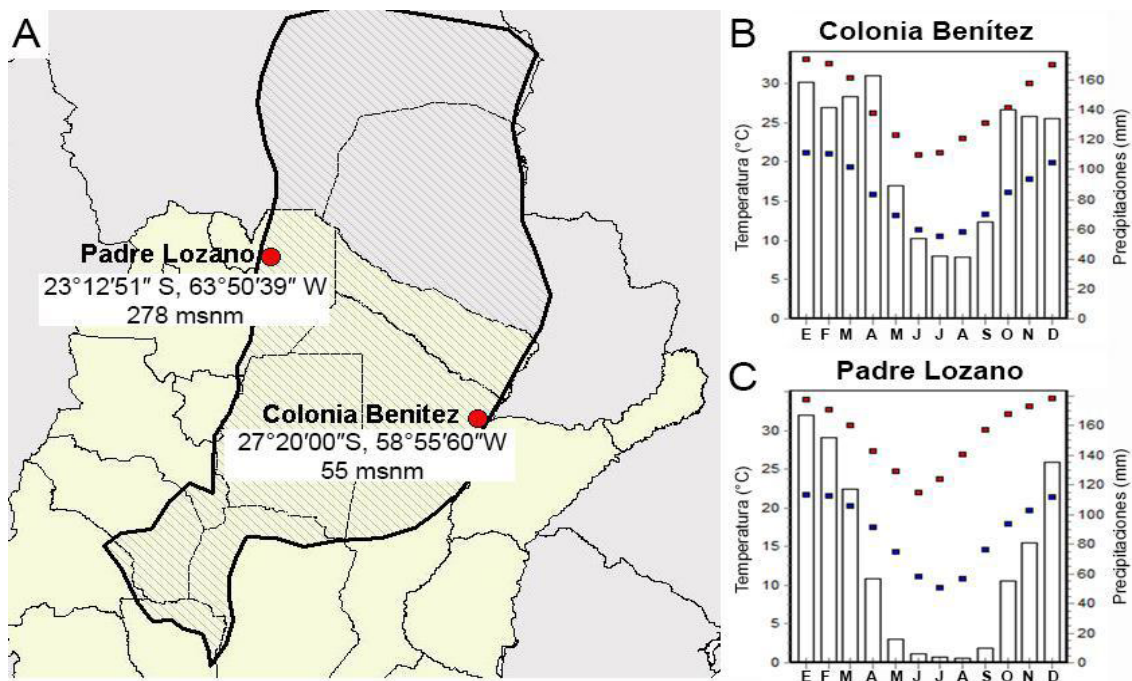 A
Padre Lozano
23°12′51″ S, 63°50′39″ W
278 msnm
Colonia Benitez
27°20′00″S, 58°55′60″W
55 msnm
B
Colonia Benítez
Temperatura (°C)
30
25
20
15
10
5
0
160
140
120
100
80
60
40
20
0
Precipitaciones (mm)
E F M A M J J A S O N D
C
Padre Lozano
Temperatura (°C)
30
25
20
15
10
5
0
160
140
120
100
80
60
40
20
0
Precipitaciones (mm)
E F M A M J J A S O N D